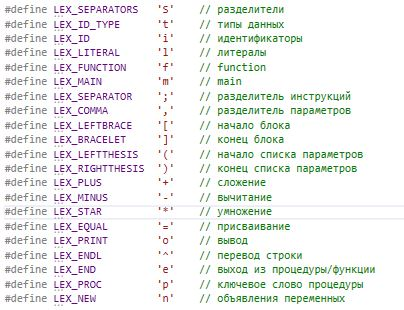 #define LEX_SEPARATORS 'S' // разделители
#define LEX_ID_TYPE 't' // типы данных
#define LEX_ID 'i' // идентификаторы
#define LEX_LITERAL 'l' // литералы
#define LEX_FUNCTION 'f' // function
#define LEX_MAIN 'm' // main
#define LEX_SEPARATOR ';' // разделитель инструкций
#define LEX_COMMA ',' // разделитель параметров
#define LEX_LEFTBRACE '[' // начало блока
#define LEX_BRACELET ']' // конец блока
#define LEX_LEFTTHESIS '(' // начало списка параметров
#define LEX_RIGHTTHESIS ')' // конец списка параметров
#define LEX_PLUS '+' // сложение
#define LEX_MINUS '-' // вычитание
#define LEX_STAR '*' // умножение
#define LEX_EQUAL '=' // присваивание
#define LEX_PRINT 'o' // вывод
#define LEX_ENDL '^' // перевод строки
#define LEX_END 'e' // выход из процедуры/функции
#define LEX_PROC 'p' // ключевое слово процедуры
#define LEX_NEW 'n' // объявления переменных